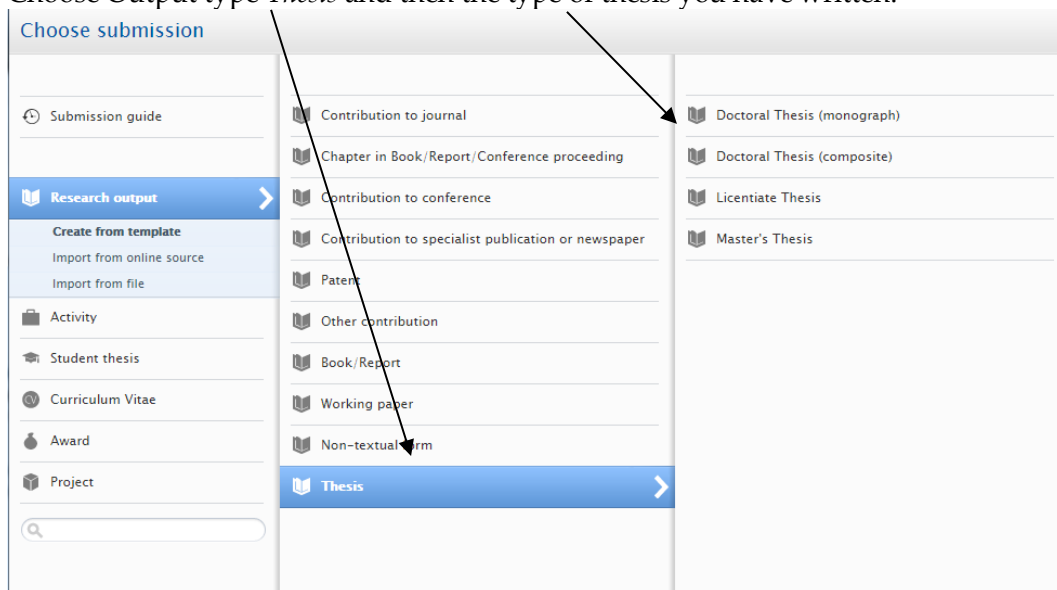 Choose Output type Thesis and then the type of thesis you have written.
Choose submission
Submission guide
Research output
Create from template
Import from online source
Import from file
Activity
Student thesis
Curriculum Vitae
Award
Project
Contribution to journal
Chapter in Book/Report/Conference proceeding
Contribution to conference
Contribution to specialist publication or newspaper
Patent
Other contribution
Book/Report
Working paper
Non-textual form
Thesis
Doctoral Thesis (monograph)
Doctoral Thesis (composite)
Licentiate Thesis
Master's Thesis